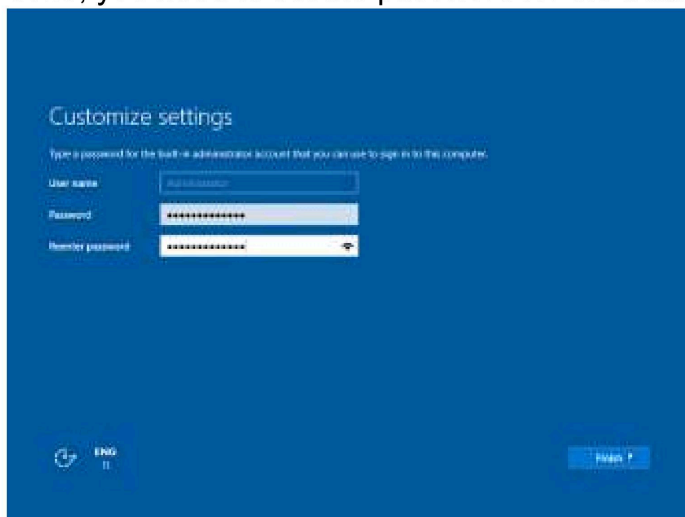 Customize settings
Type a password for the built-in administrator account that you can use to sign in to this computer.
User name Administrator
Password •••••••••••••
Reenter password •••••••••••••
ENG
Finish